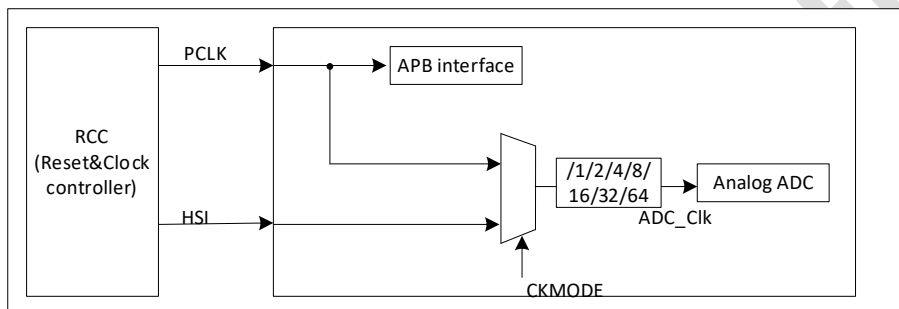 PCLK
APB interface
RCC
(Reset&Clock
controller)
/1/2/4/8/
16/32/64
Analog ADC
HSI
ADC_Clk
CKMODE